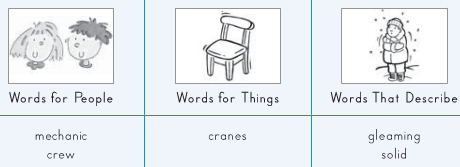 Words for People
Words for Things
Words That Describe
mechanic
crew
cranes
gleaming
solid